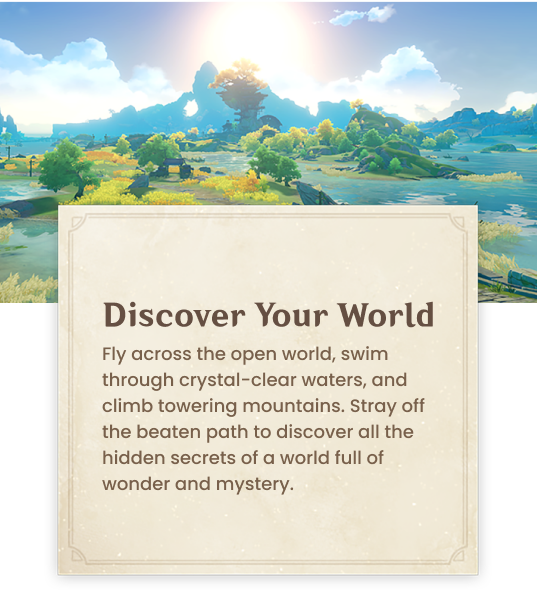 Discover Your World
Fly across the open world, swim
through crystal-clear waters, and
climb towering mountains. Stray off
the beaten path to discover all the
hidden secrets of a world full of
wonder and mystery.